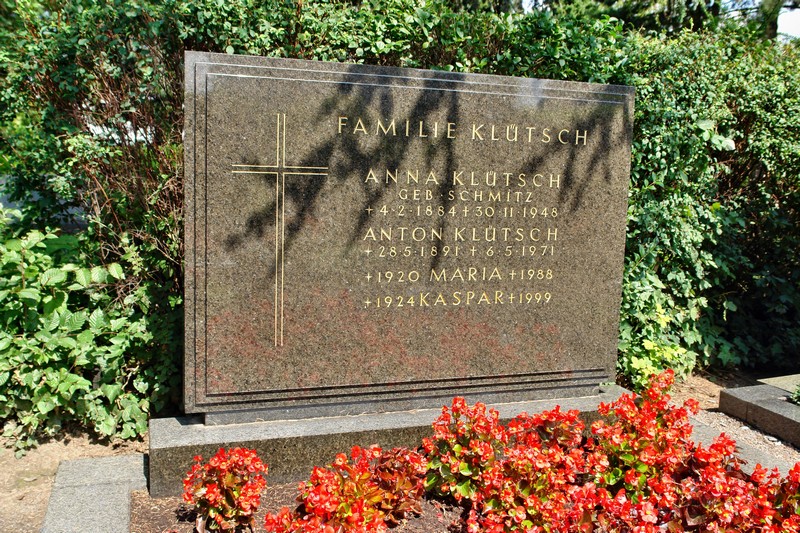 FAMILIE KLÜTSCH
ANNA KLÜTSCH
GEB·SCHMITZ
+4·2·1884+30·11·1948
ANTON KLÜTSCH
+28·5·1891+6·5·1971
+1920 MARIA +1988
+1924 KASPAR +1999